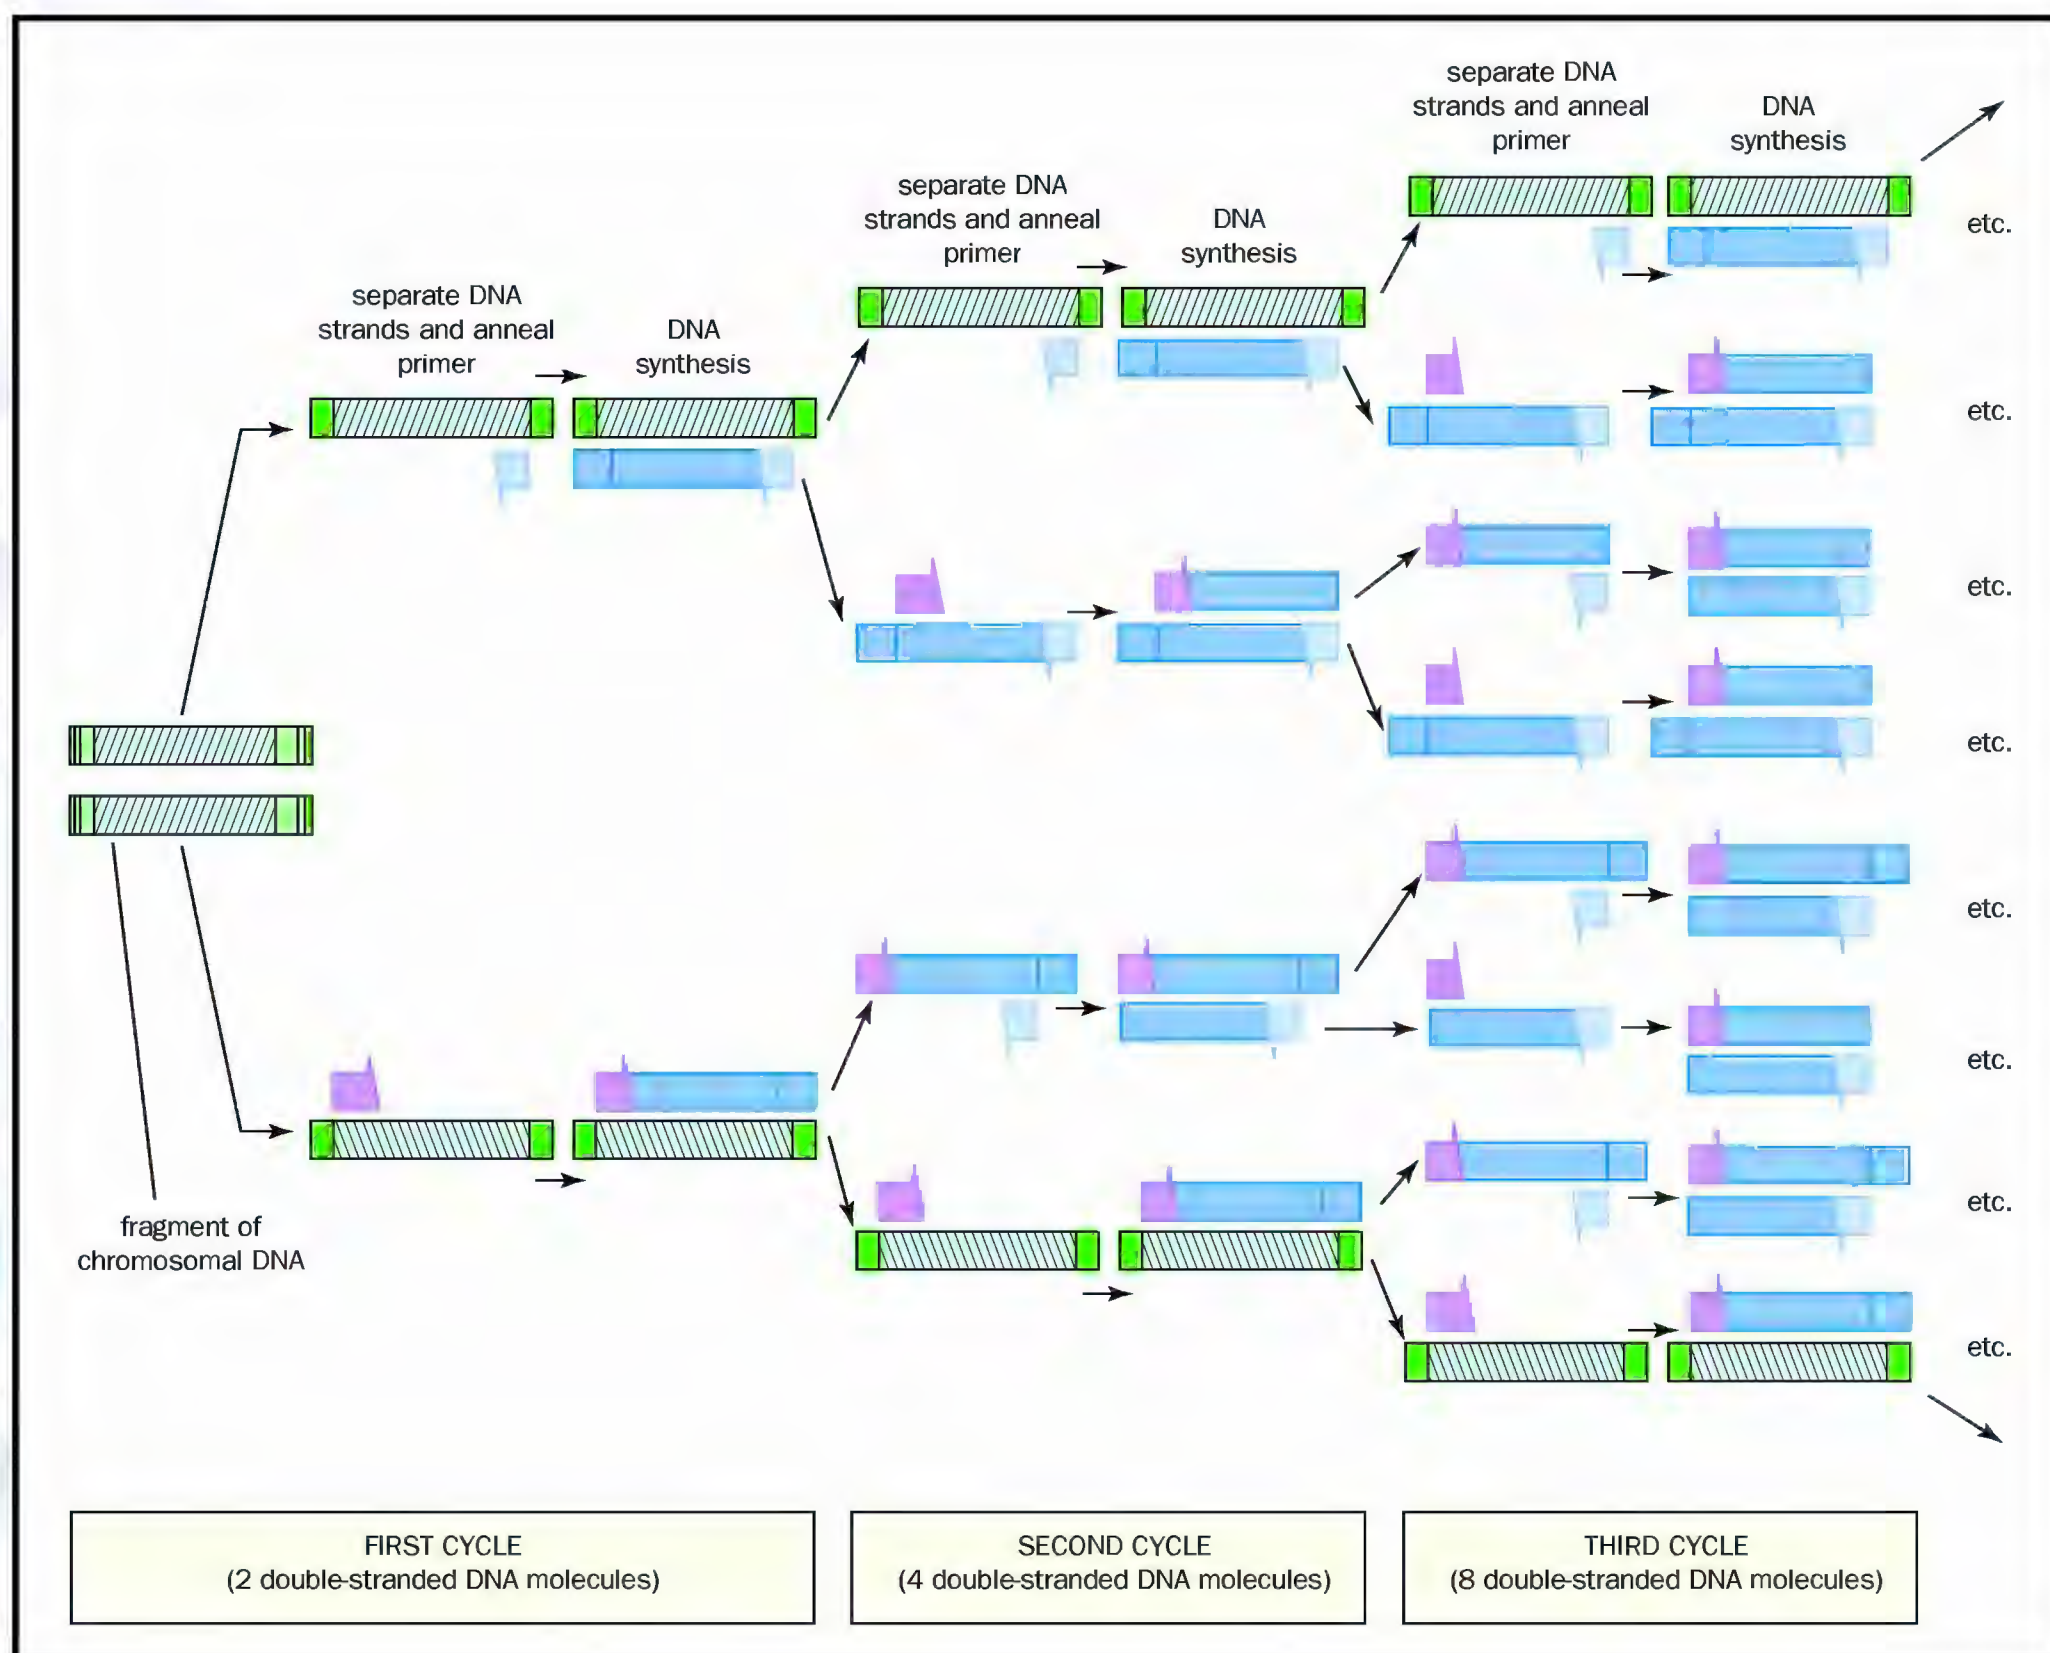 separate DNA
strands and anneal
primer
DNA
synthesis
separate DNA
strands and anneal
primer
DNA
synthesis
separate DNA
strands and anneal
primer
DNA
synthesis
etc.
etc.
etc.
etc.
etc.
etc.
etc.
etc.
fragment of
chromosomal DNA
FIRST CYCLE
(2 double-stranded DNA molecules)
SECOND CYCLE
(4 double-stranded DNA molecules)
THIRD CYCLE
(8 double-stranded DNA molecules)